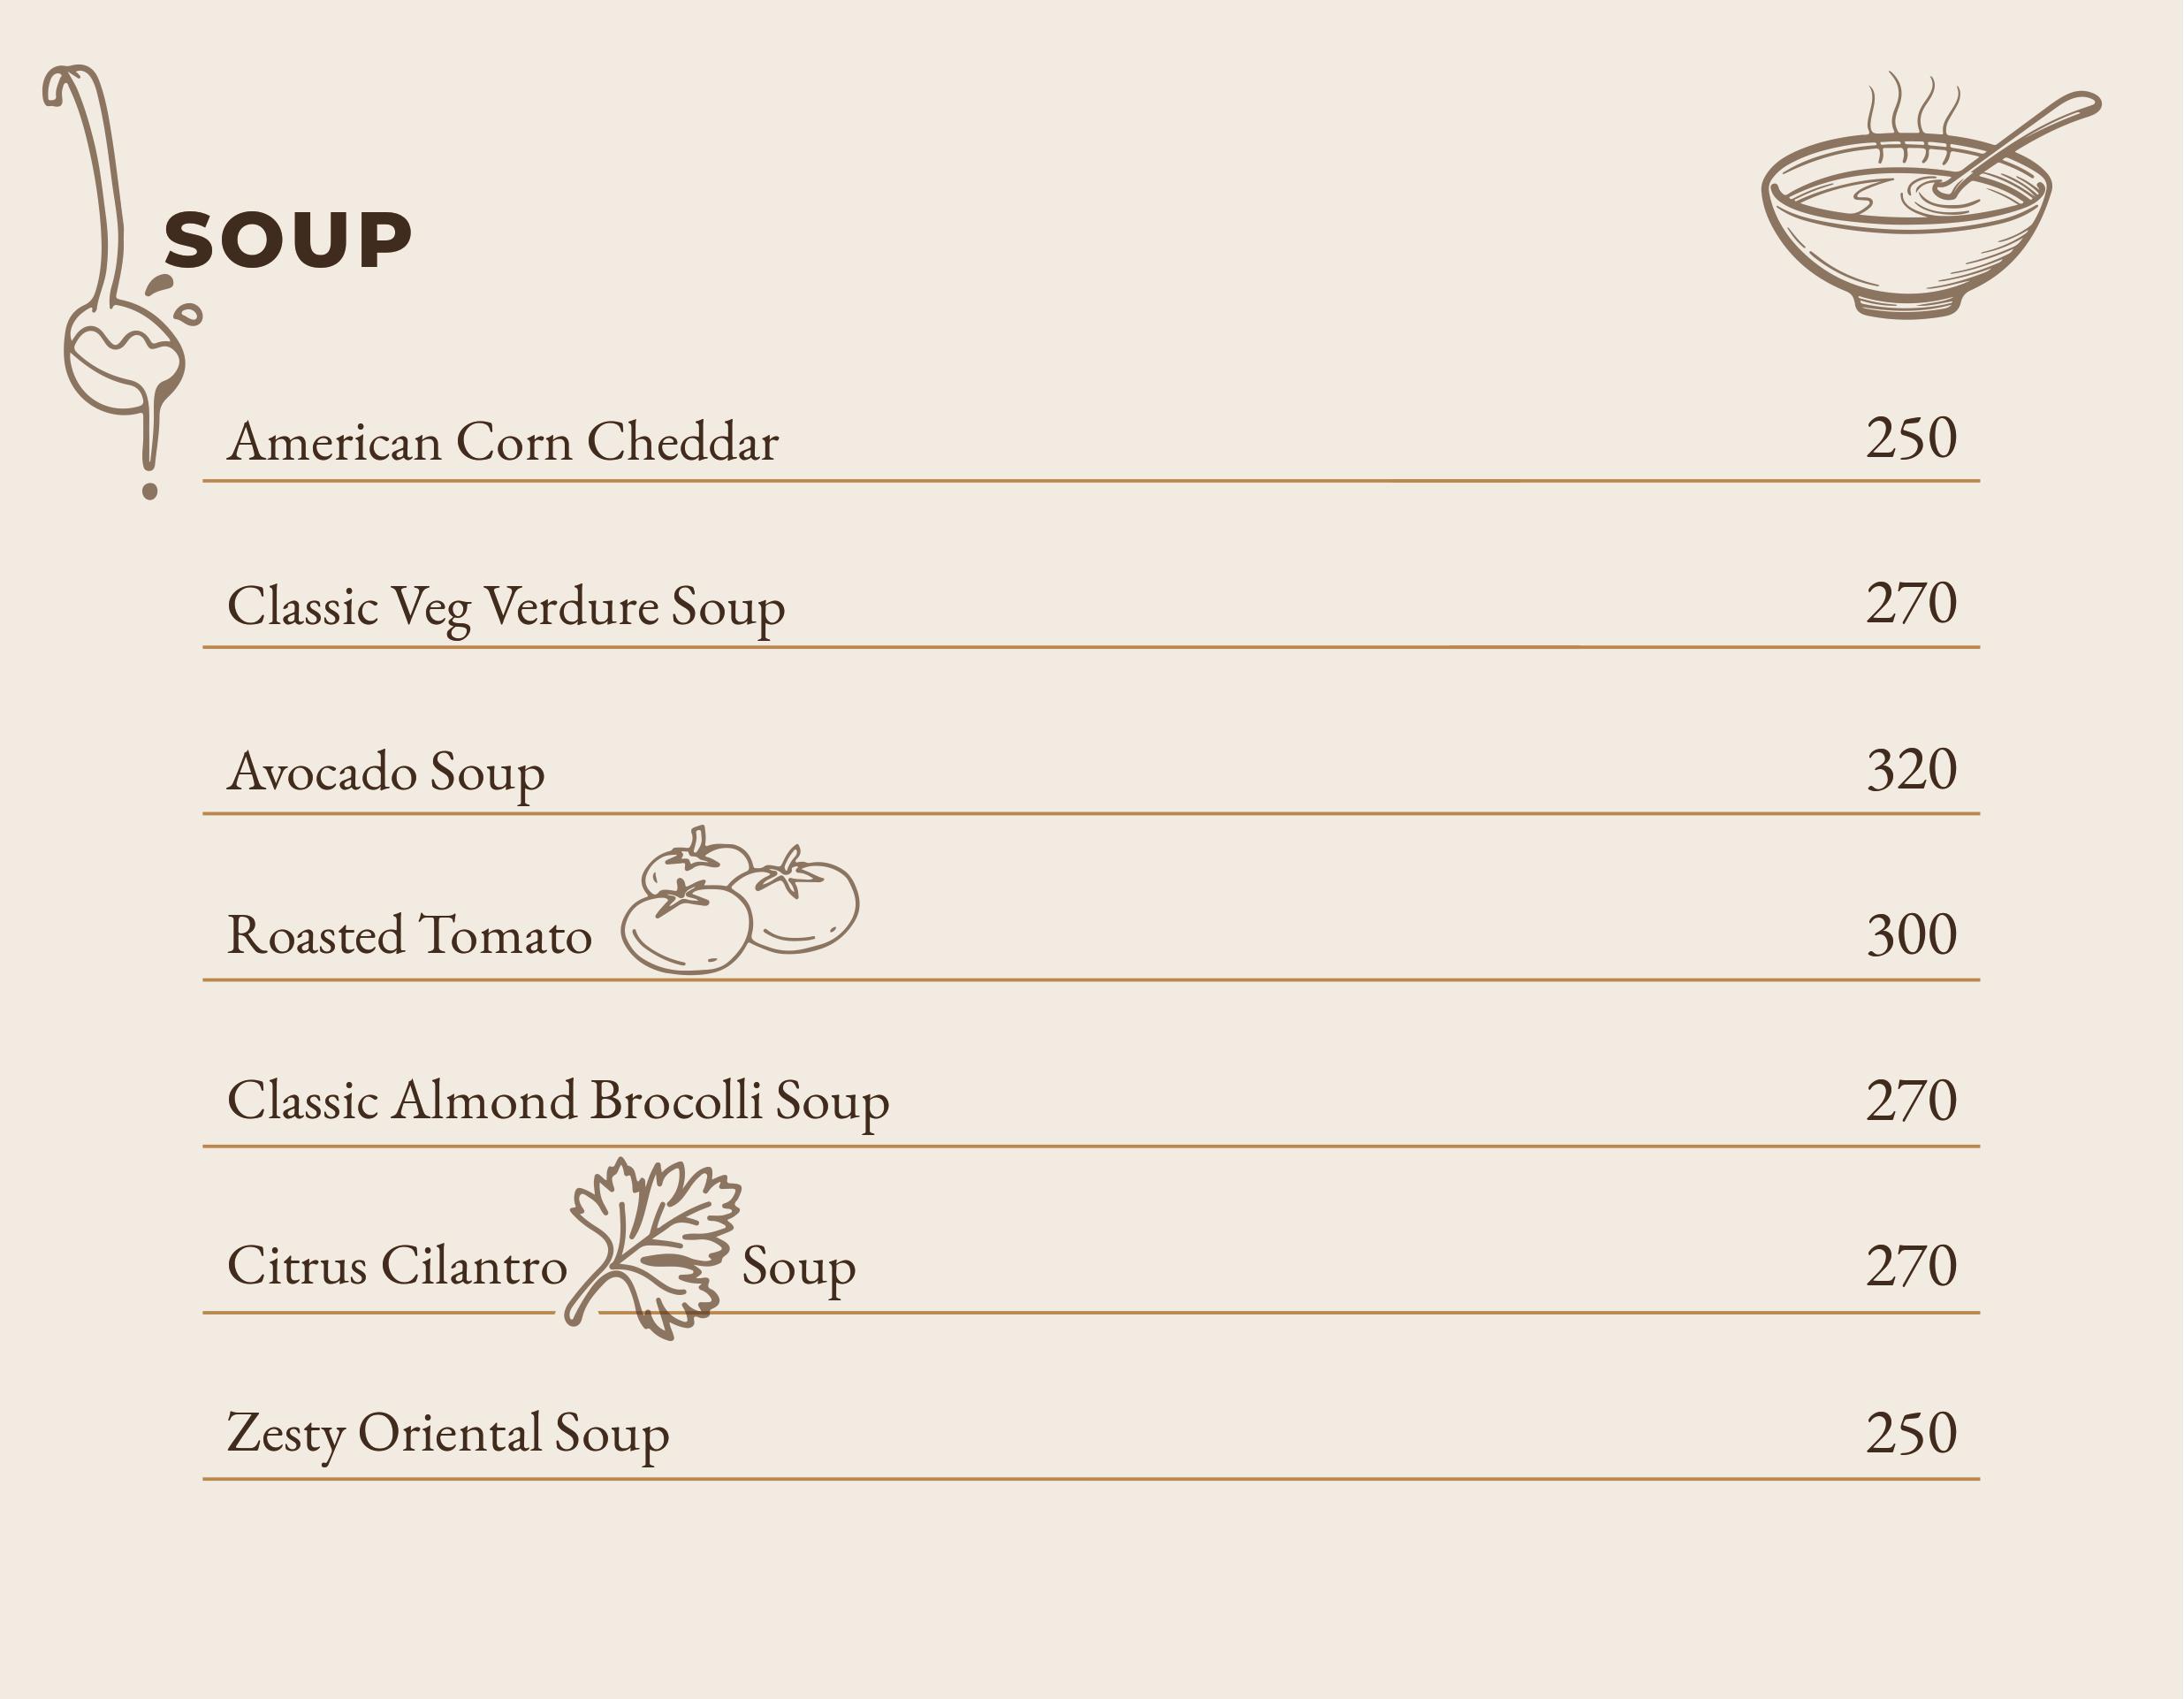 SOUP
American Corn Cheddar 250
Classic Veg Verdure Soup 270
Avocado Soup 320
Roasted Tomato 300
Classic Almond Brocolli Soup 270
Citrus Cilantro Soup 270
Zesty Oriental Soup 250